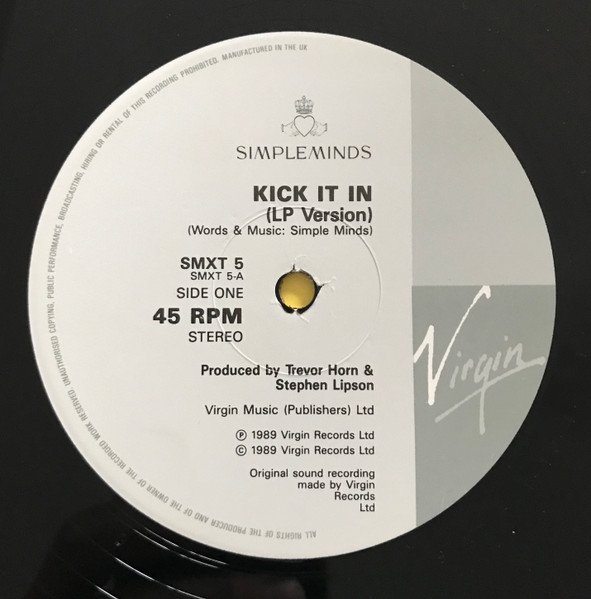 SIMPLEMINDS
KICK IT IN
(LP Version)
(Words & Music: Simple Minds)
SMXT 5
SMXT 5-A
SIDE ONE
45 RPM
STEREO
Produced by Trevor Horn &
Stephen Lipson
Virgin Music (Publishers) Ltd
℗ 1989 Virgin Records Ltd
© 1989 Virgin Records Ltd
Original sound recording
made by Virgin
Records
Ltd
Virgin
ALL RIGHTS OF THE PRODUCER AND OF THE OWNER OF THE RECORDED WORK RESERVED. UNAUTHORISED COPYING, PUBLIC PERFORMANCE, BROADCASTING, HIRING OR RENTAL OF THIS RECORDING PROHIBITED. MANUFACTURED IN THE UK